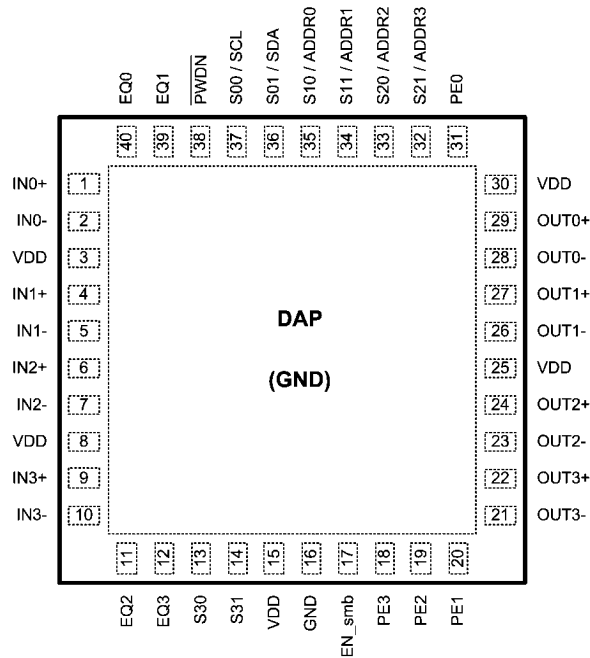 EQ0
EQ1
PWDN
S00 / SCL
S01 / SDA
S10 / ADDR0
S11 / ADDR1
S20 / ADDR2
S21 / ADDR3
PE0
40
39
38
37
36
35
34
33
32
31
IN0+ 1
IN0- 2
VDD 3
IN1+ 4
IN1- 5
IN2+ 6
IN2- 7
VDD 8
IN3+ 9
IN3- 10
DAP
(GND)
30 VDD
29 OUT0+
28 OUT0-
27 OUT1+
26 OUT1-
25 VDD
24 OUT2+
23 OUT2-
22 OUT3+
21 OUT3-
11
12
13
14
15
16
17
18
19
20
EQ2
EQ3
S30
S31
VDD
GND
EN_smb
PE3
PE2
PE1